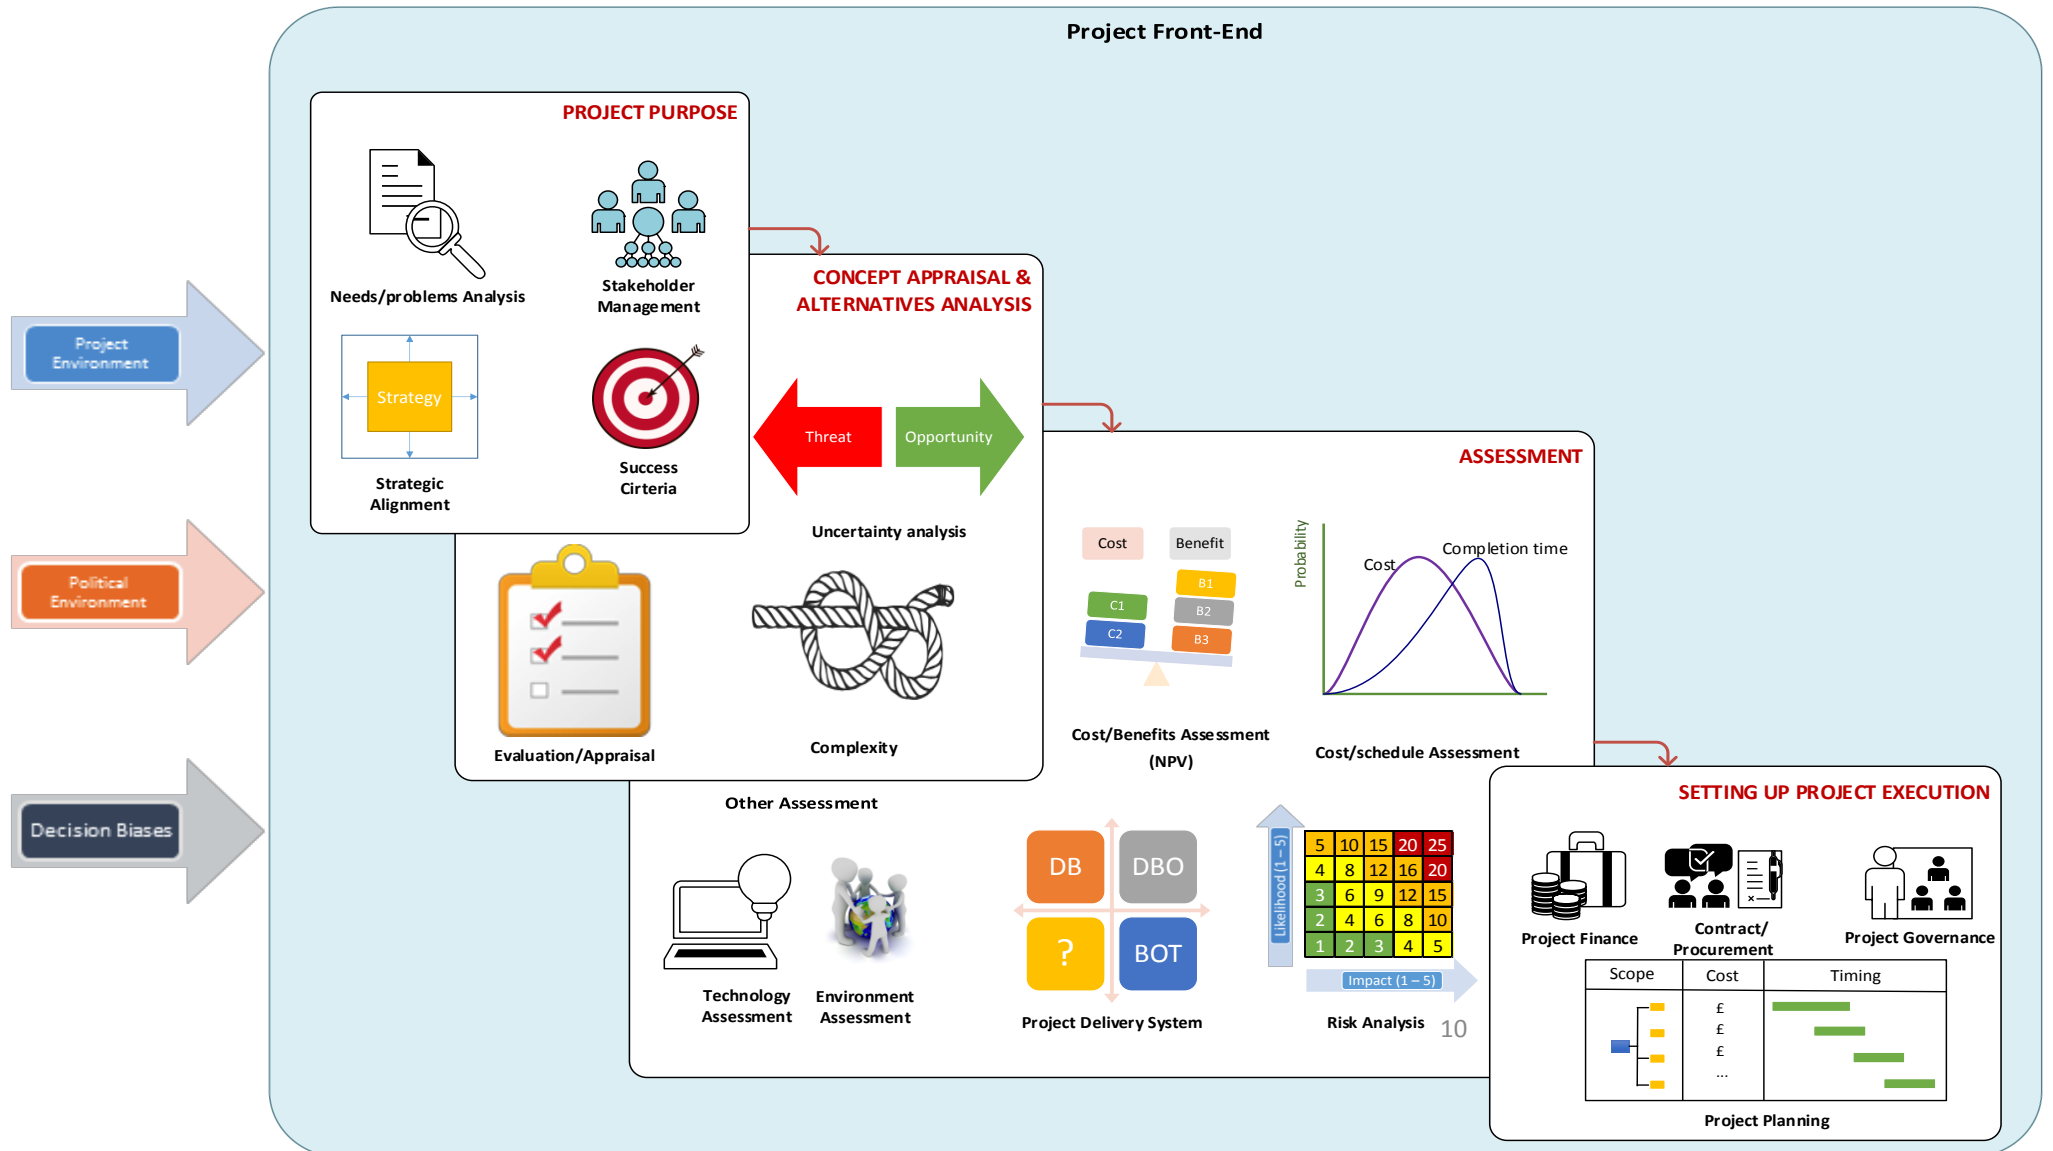 Project Front-End
Project
Environment
Political
Environment
Decision Biases
PROJECT PURPOSE
Needs/problems Analysis
Stakeholder
Management
Strategy
Strategic
Alignment
Success
Cirteria
CONCEPT APPRAISAL &
ALTERNATIVES ANALYSIS
Threat
Opportunity
Uncertainty analysis
Evaluation/Appraisal
Complexity
ASSESSMENT
Cost
Benefit
C1
C2
B1
B2
B3
Cost/Benefits Assessment
(NPV)
Probability
Cost
Completion time
Cost/schedule Assessment
Other Assessment
Technology
Assessment
Environment
Assessment
DB
DBO
?
BOT
Project Delivery System
Likelihood (1 – 5)
5 10 15 20 25
4 8 12 16 20
3 6 9 12 15
2 4 6 8 10
1 2 3 4 5
Impact (1 – 5)
Risk Analysis
10
SETTING UP PROJECT EXECUTION
Project Finance
Contract/
Procurement
Project Governance
Scope
Cost
Timing
£
£
£
...
Project Planning